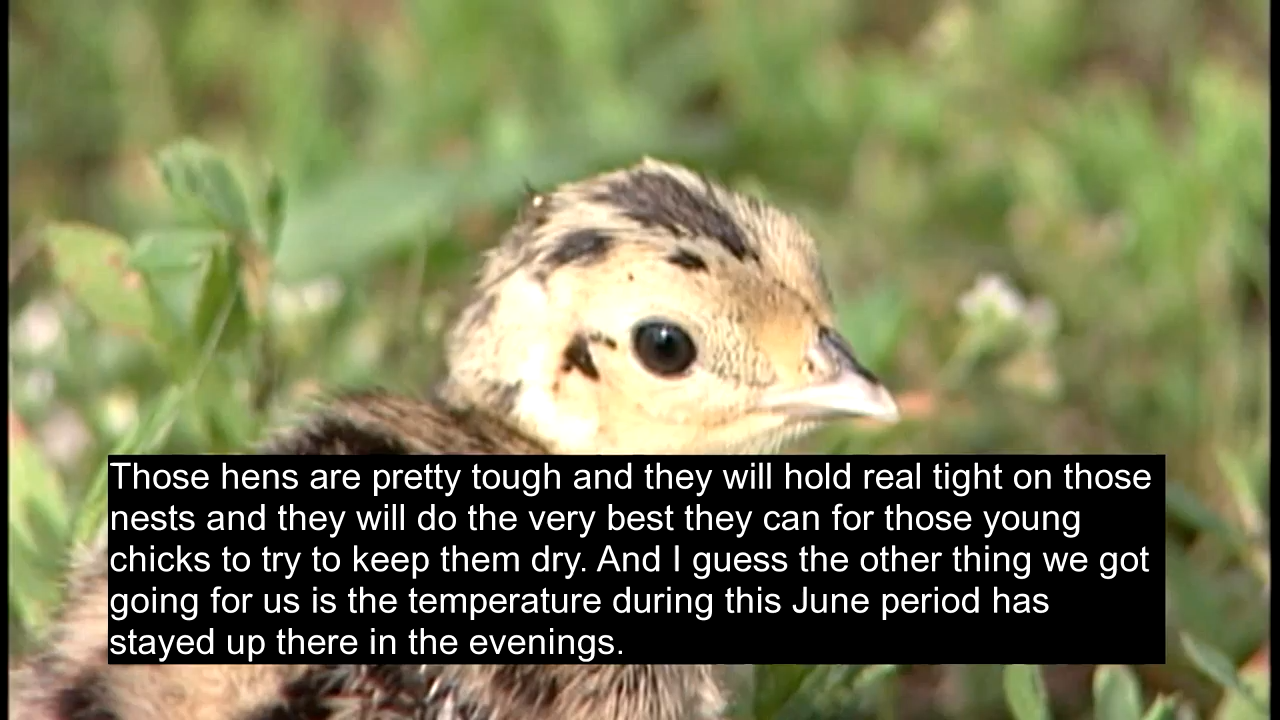 Those hens are pretty tough and they will hold real tight on those
nests and they will do the very best they can for those young
chicks to try to keep them dry. And I guess the other thing we got
going for us is the temperature during this June period has
stayed up there in the evenings.